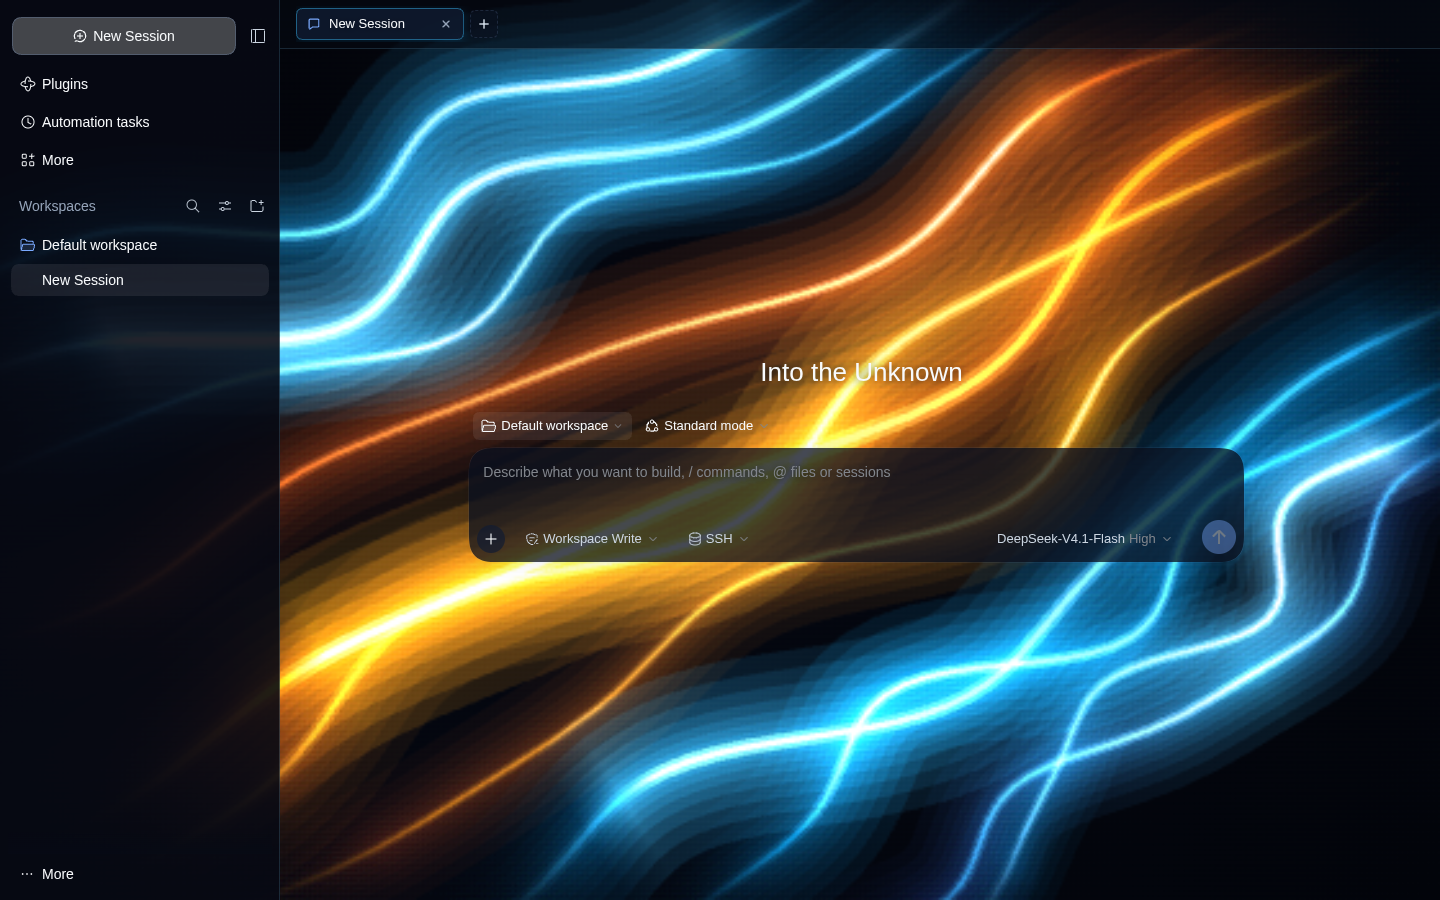 New Session
Plugins
Automation tasks
More
Workspaces
Default workspace
New Session
More
New Session
Into the Unknown
Default workspace
Standard mode
Describe what you want to build, / commands, @ files or sessions
Workspace Write
SSH
DeepSeek-V4.1-Flash High